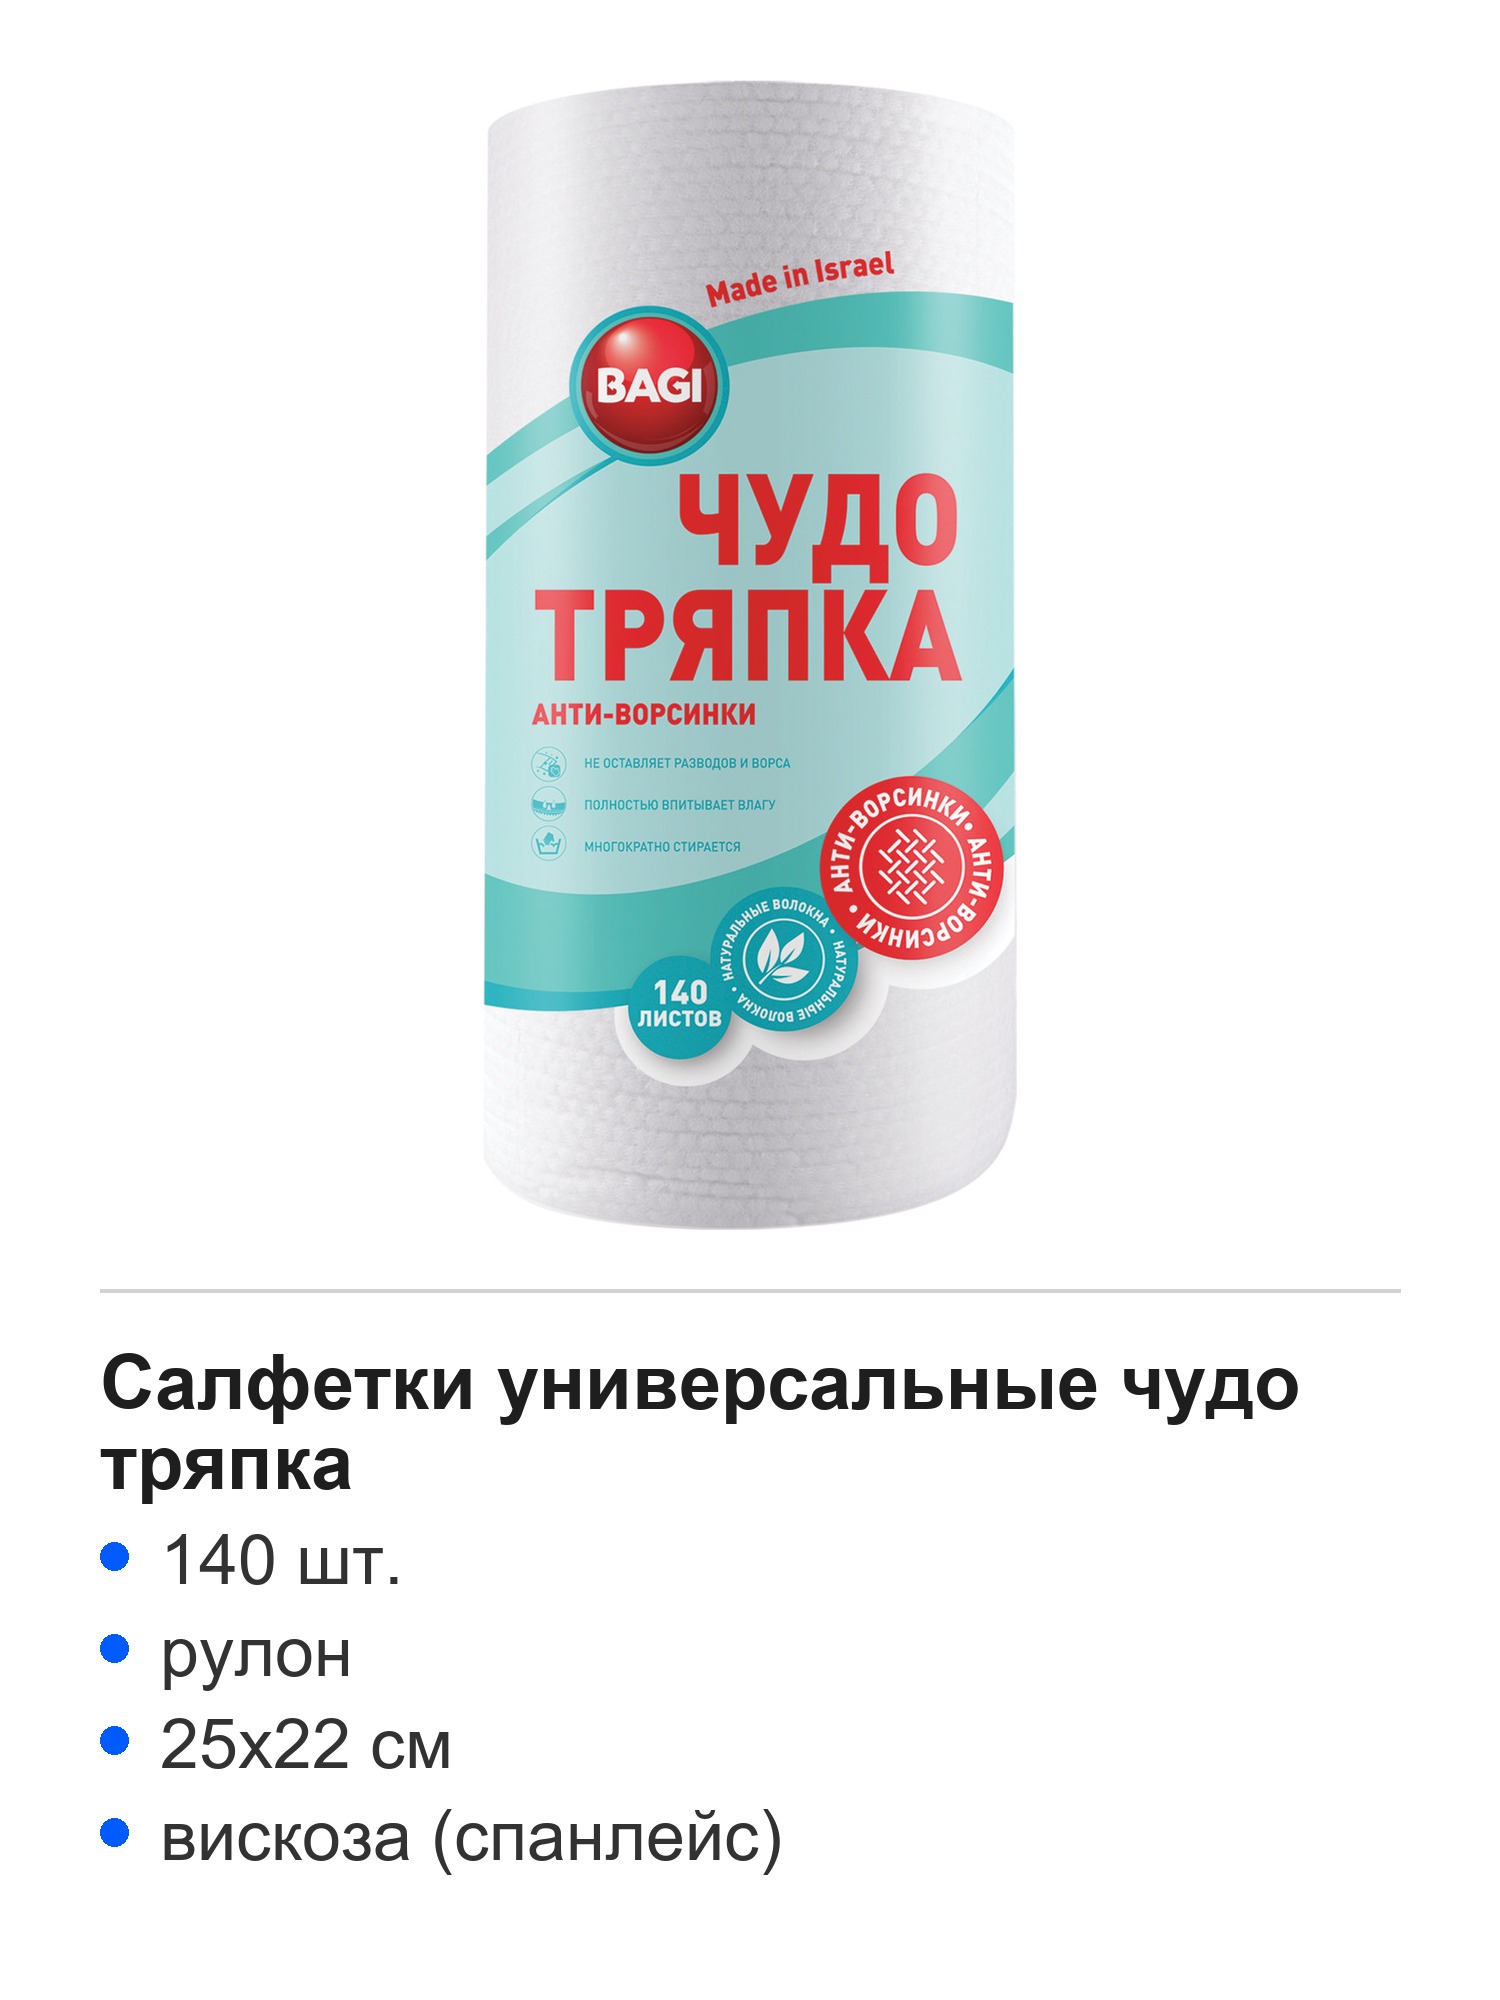 Made in Israel
BAGI
ЧУДО
ТРЯПКА
АНТИ-ВОРСИНКИ
НЕ ОСТАВЛЯЕТ РАЗВОДОВ И ВОРСА
ПОЛНОСТЬЮ ВПИТЫВАЕТ ВЛАГУ
МНОГОКРАТНО СТИРАЕТСЯ
АНТИ-ВОРСИНКИ • АНТИ-ВОРСИНКИ •
НАТУРАЛЬНЫЕ ВОЛОКНА • НАТУРАЛЬНЫЕ ВОЛОКНА •
140
ЛИСТОВ
Салфетки универсальные чудо
тряпка
• 140 шт.
• рулон
• 25х22 см
• вискоза (спанлейс)